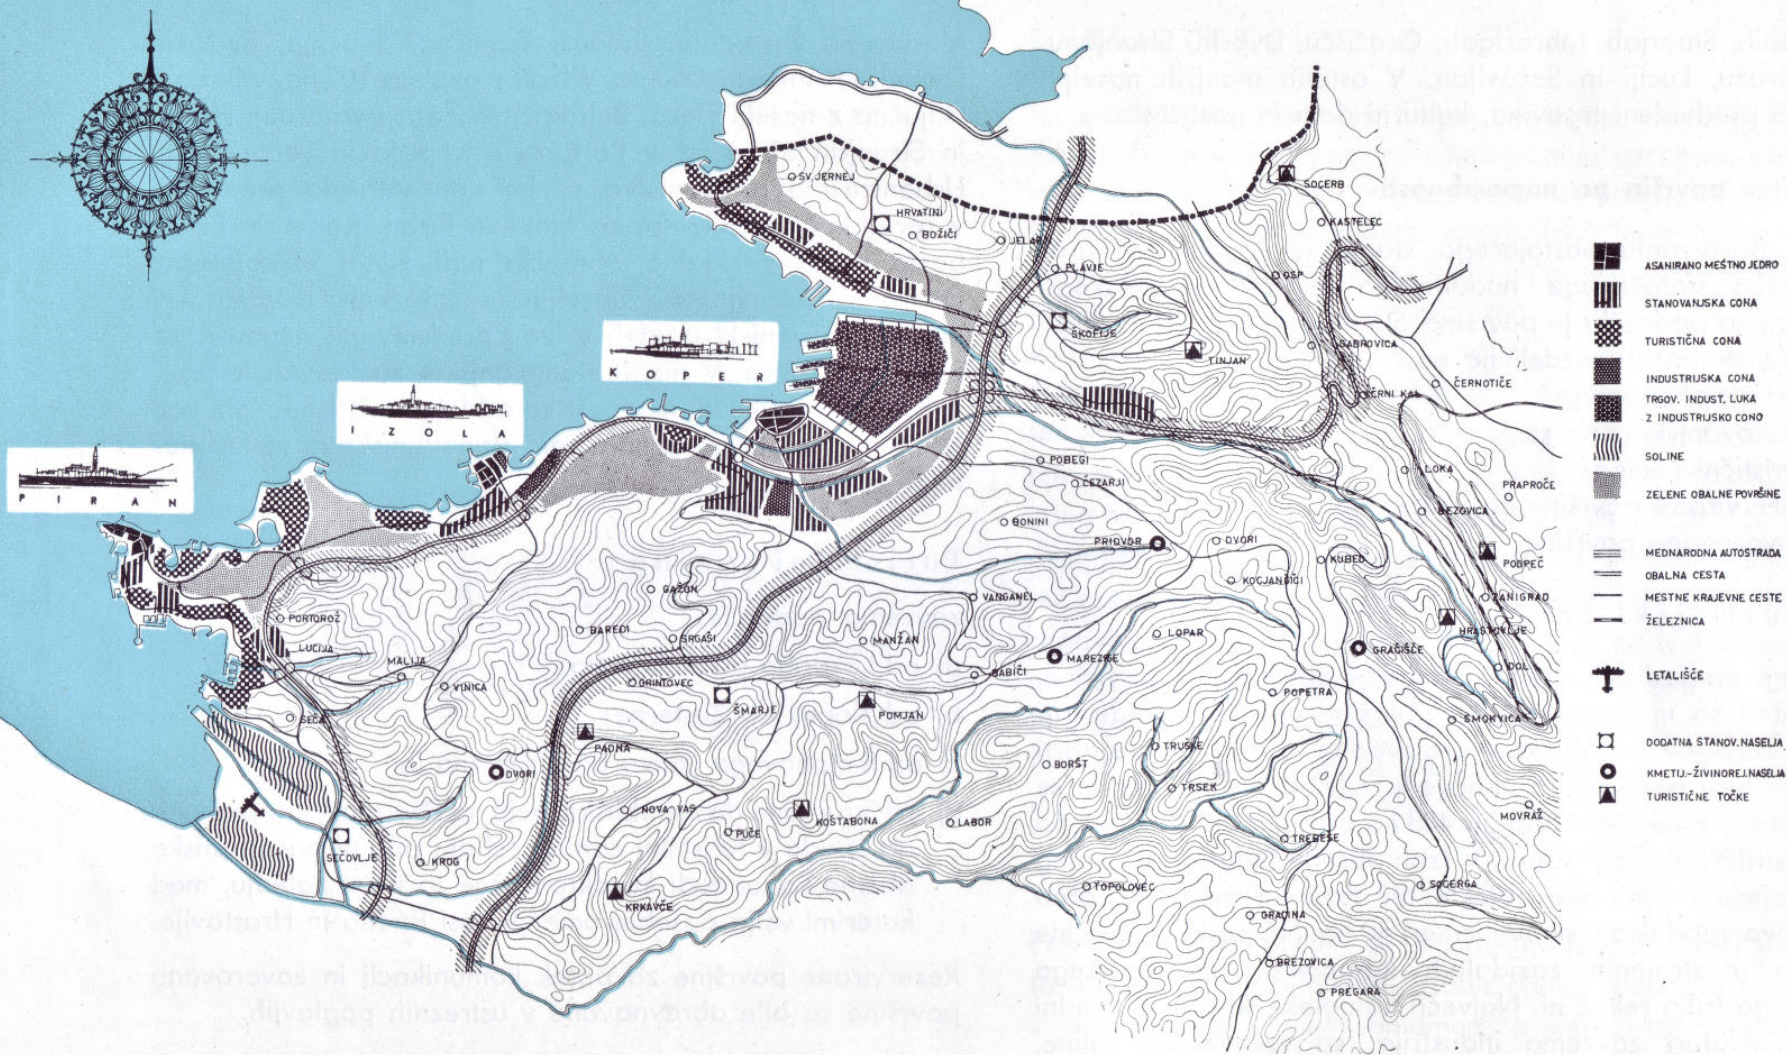 KOPER
IZOLA
PIRAN
SV. JERNEJ
HRVATINI
BOŽIČI
SOCERB
KASTELEC
PLAVJE
OSP
ŠKOFIJE
TINJAN
GABROVICA
ČERNOTIČE
ČRNI KAL
POBEGI
ČEZARJI
LOKA
PRAPROČE
BEZOVICA
BONINI
PRIDVOR
DVORI
KUBED
PODPEČ
KOCJANČIČI
GAŽON
VANGANEL
ZANIGRAD
PORTOROŽ
BAREDI
SRGAŠI
MANŽAN
LOPAR
HRASTOVLJE
LUCIJA
MALIJA
MAREZIGE
GRAČIŠČE
DOL
VINICA
GRINTOVEC
BABIČI
ŠMARJE
POMJAN
POPETRA
SMOKVICA
SEČA
PADNA
TRUŠKE
BORŠT
DVORI
TRSEK
NOVA VAS
KOŠTABONA
PUČE
LABOR
MOVRAŽ
TREBEŠE
SEČOVLJE
KROG
TOPOLOVEC
SOČERGA
KRKAVČE
GRACINA
BREZOVICA
PREGARA
ASANIRANO MESTNO JEDRO
STANOVANJSKA CONA
TURISTIČNA CONA
INDUSTRIJSKA CONA
TRGOV. INDUST. LUKA
Z INDUSTRIJSKO CONO
SOLINE
ZELENE OBALNE POVRŠINE
MEDNARODNA AUTOSTRADA
OBALNA CESTA
MESTNE KRAJEVNE CESTE
ŽELEZNICA
LETALIŠČE
DODATNA STANOV. NASELJA
KMETIJ.-ŽIVINOREJ. NASELJA
TURISTIČNE TOČKE